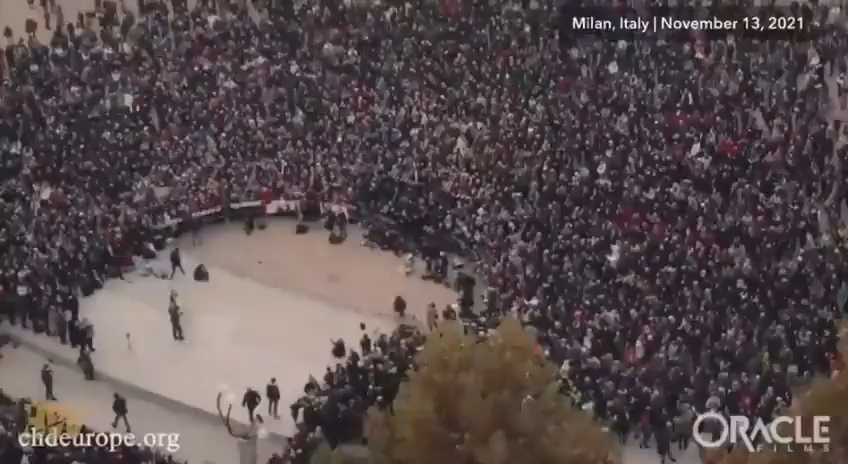 Milan, Italy | November 13, 2021
chdeurope.org
ORACLE
FILMS